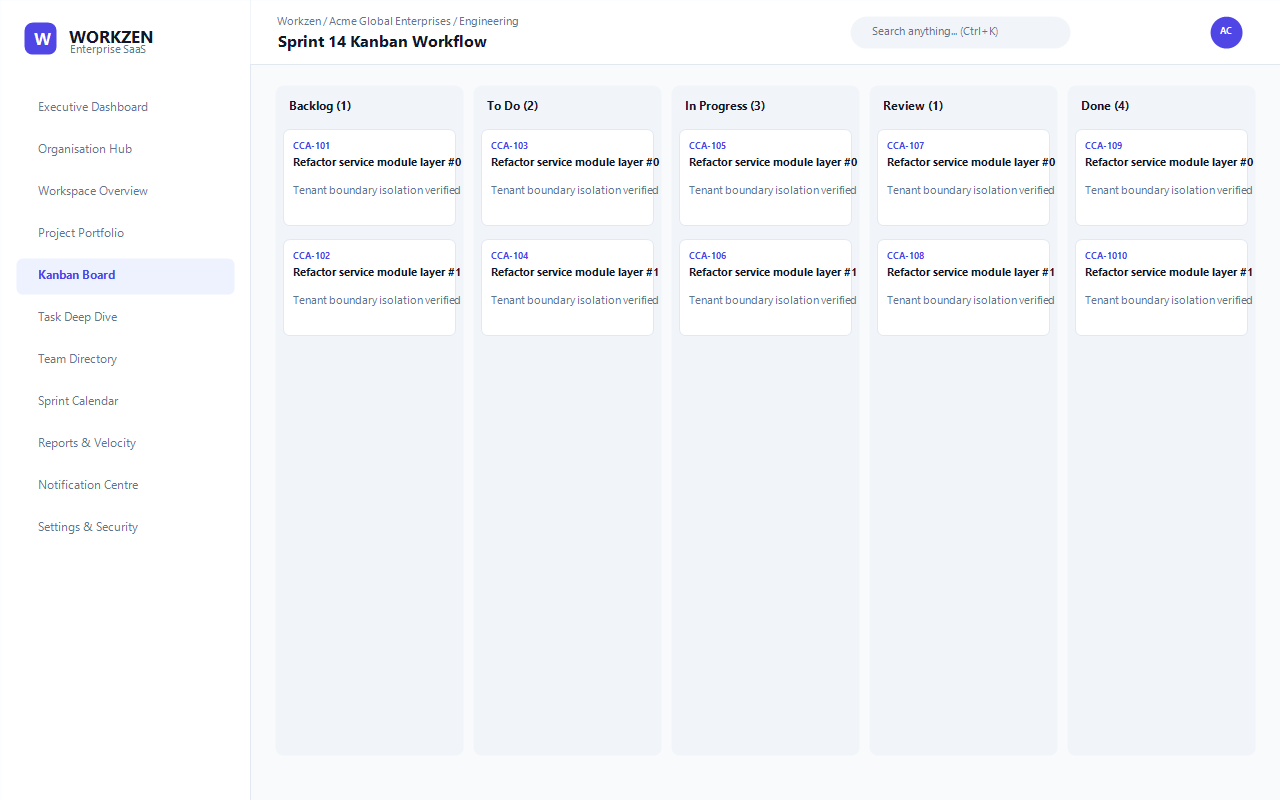 W
WORKZEN
Enterprise SaaS
Executive Dashboard
Organisation Hub
Workspace Overview
Project Portfolio
Kanban Board
Task Deep Dive
Team Directory
Sprint Calendar
Reports & Velocity
Notification Centre
Settings & Security
Workzen / Acme Global Enterprises / Engineering
Sprint 14 Kanban Workflow
Search anything... (Ctrl+K)
AC
Backlog (1)
CCA-101
Refactor service module layer #0
Tenant boundary isolation verified
CCA-102
Refactor service module layer #1
Tenant boundary isolation verified
To Do (2)
CCA-103
Refactor service module layer #0
Tenant boundary isolation verified
CCA-104
Refactor service module layer #1
Tenant boundary isolation verified
In Progress (3)
CCA-105
Refactor service module layer #0
Tenant boundary isolation verified
CCA-106
Refactor service module layer #1
Tenant boundary isolation verified
Review (1)
CCA-107
Refactor service module layer #0
Tenant boundary isolation verified
CCA-108
Refactor service module layer #1
Tenant boundary isolation verified
Done (4)
CCA-109
Refactor service module layer #0
Tenant boundary isolation verified
CCA-1010
Refactor service module layer #1
Tenant boundary isolation verified